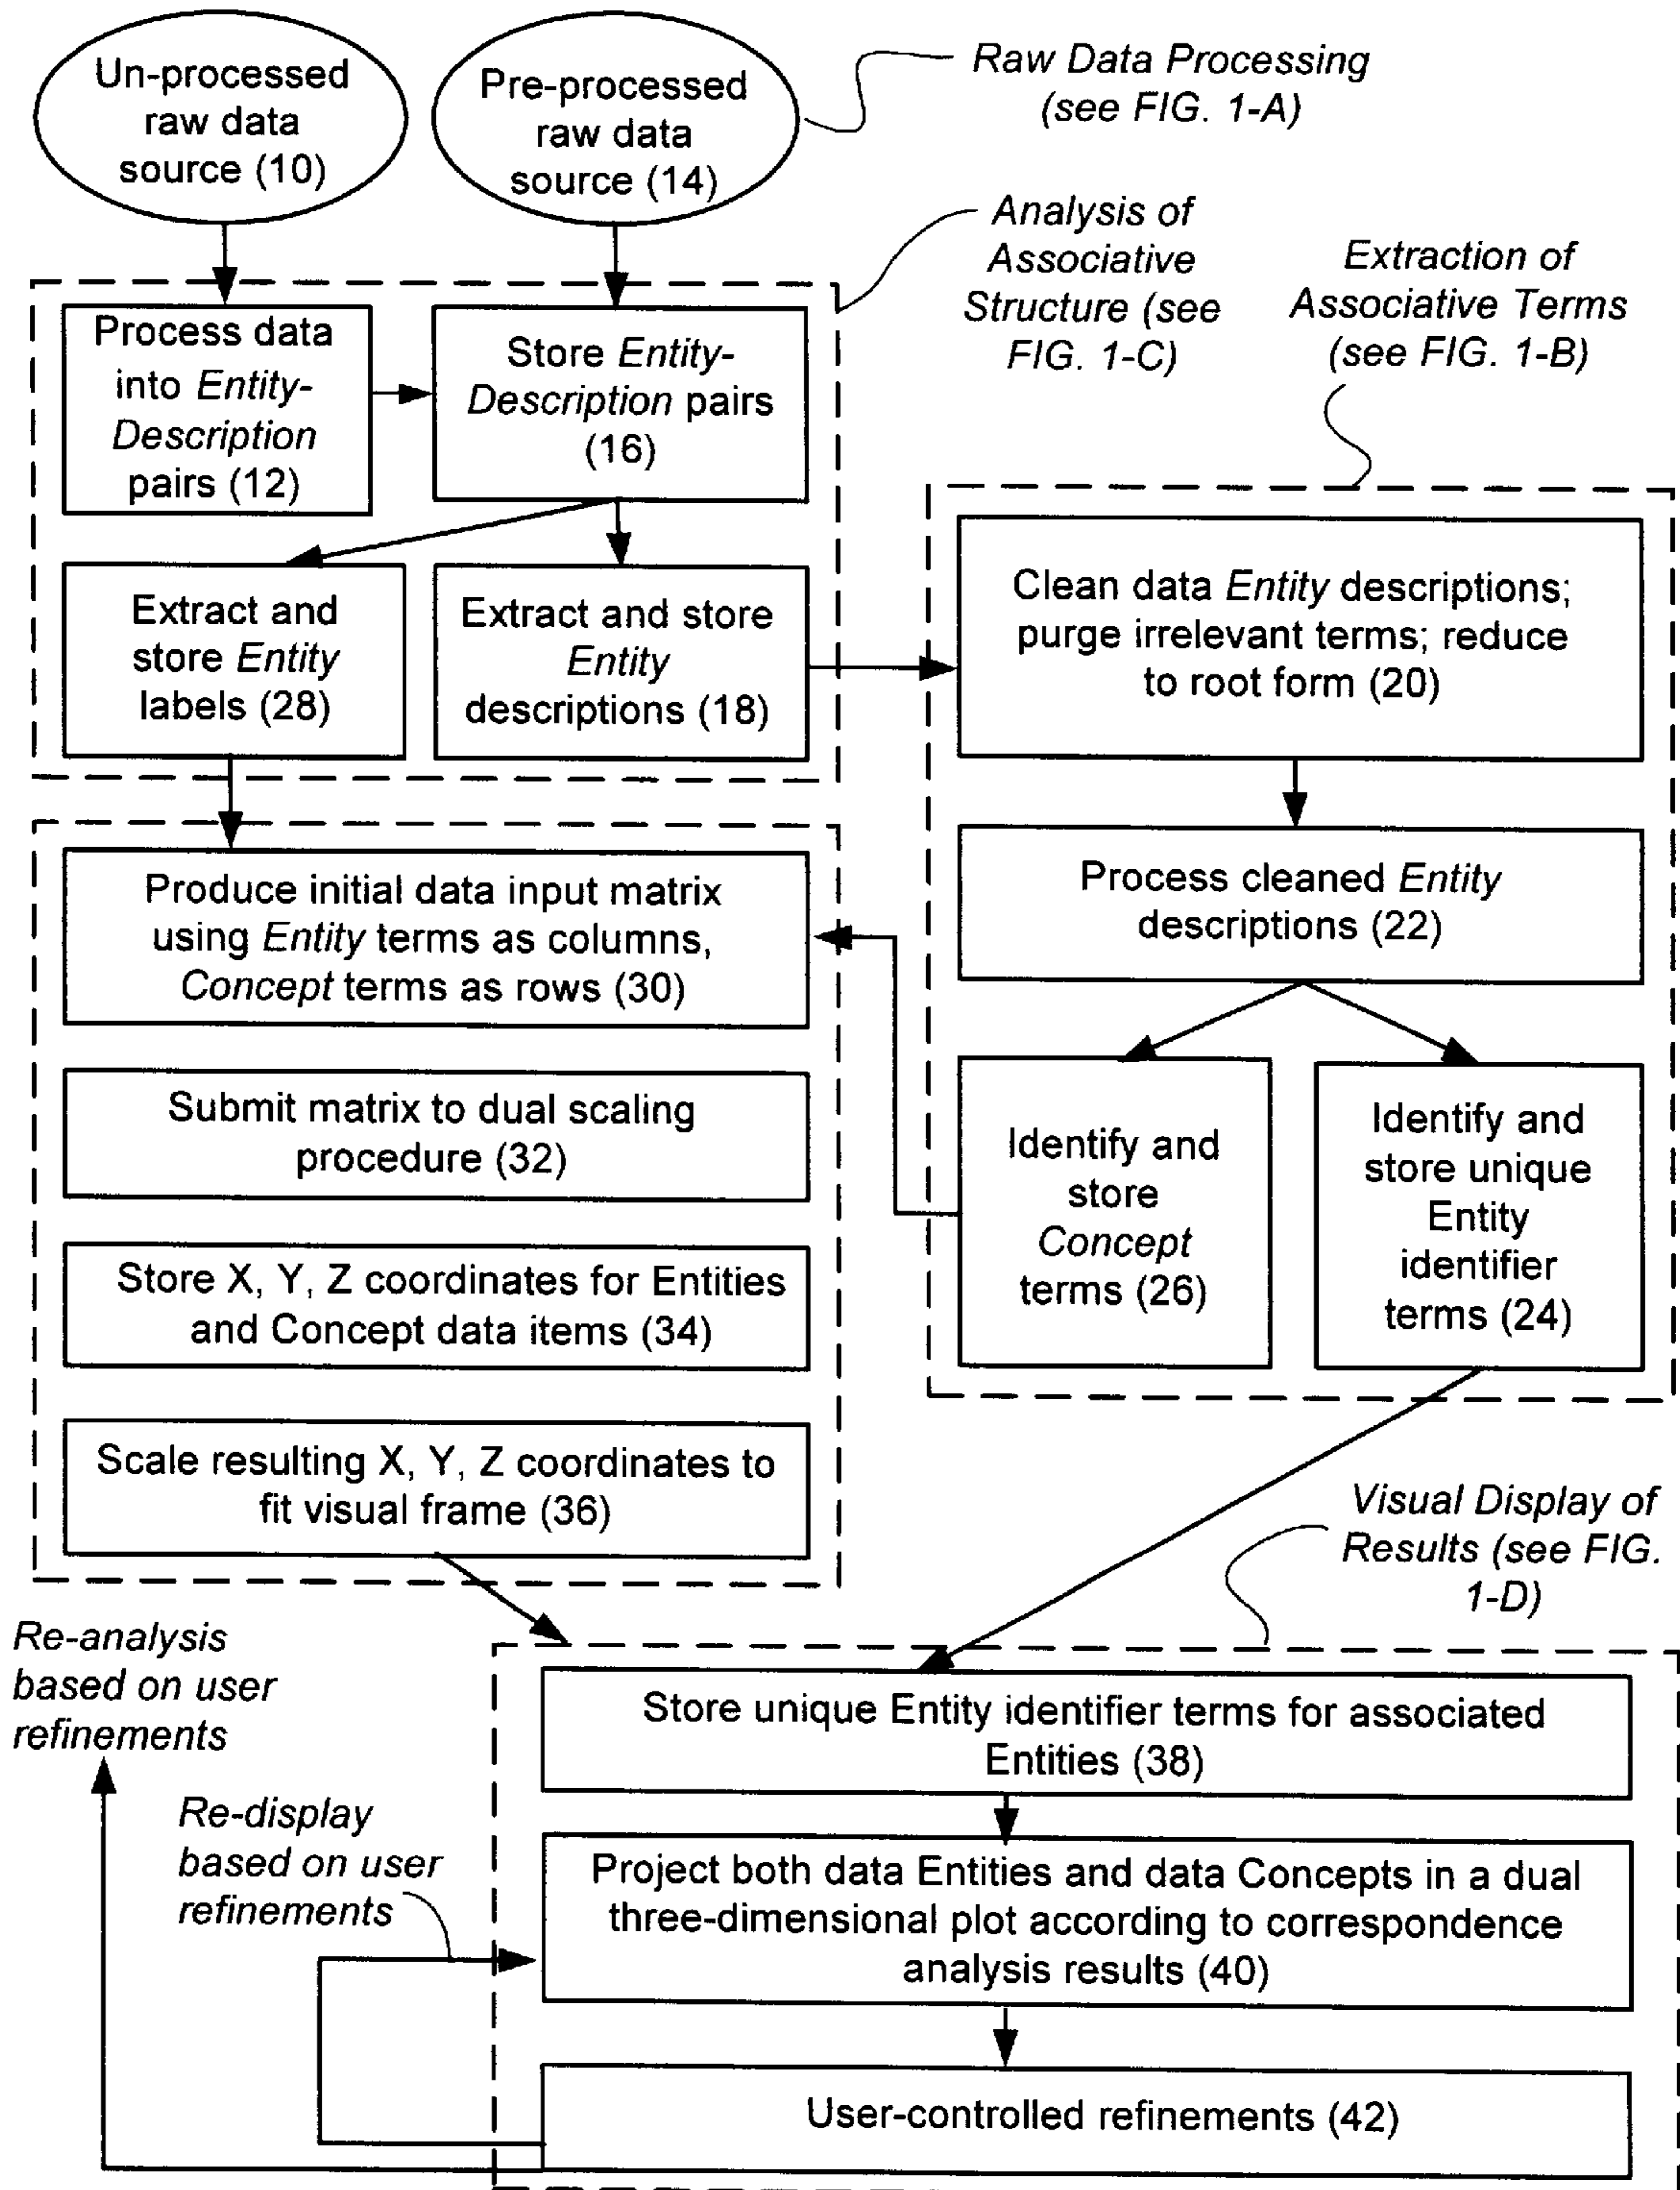 Un-processed
raw data
source (10)
Pre-processed
raw data
source (14)
Raw Data Processing
(see FIG. 1-A)
Analysis of
Associative
Structure (see
FIG. 1-C)
Extraction of
Associative Terms
(see FIG. 1-B)
Process data
into Entity-
Description
pairs (12)
Store Entity-
Description pairs
(16)
Extract and
store Entity
labels (28)
Extract and store
Entity
descriptions (18)
Clean data Entity descriptions;
purge irrelevant terms; reduce
to root form (20)
Process cleaned Entity
descriptions (22)
Identify and
store
Concept
terms (26)
Identify and
store unique
Entity
identifier
terms (24)
Produce initial data input matrix
using Entity terms as columns,
Concept terms as rows (30)
Submit matrix to dual scaling
procedure (32)
Store X, Y, Z coordinates for Entities
and Concept data items (34)
Scale resulting X, Y, Z coordinates to
fit visual frame (36)
Visual Display of
Results (see FIG.
1-D)
Re-analysis
based on user
refinements
Re-display
based on user
refinements
Store unique Entity identifier terms for associated
Entities (38)
Project both data Entities and data Concepts in a dual
three-dimensional plot according to correspondence
analysis results (40)
User-controlled refinements (42)